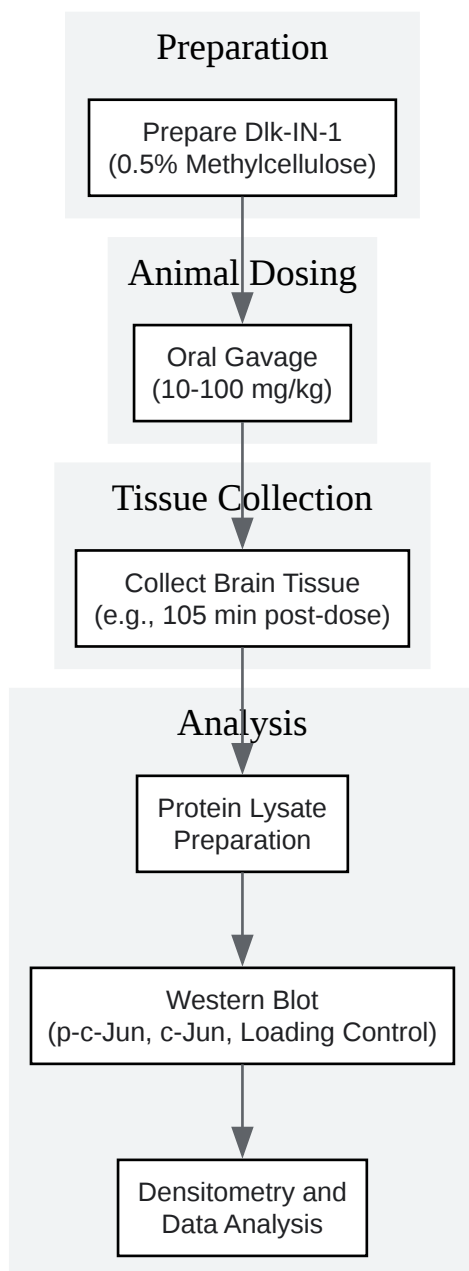 Preparation
Prepare Dlk-IN-1
(0.5% Methylcellulose)
Animal Dosing
Oral Gavage
(10-100 mg/kg)
Tissue Collection
Collect Brain Tissue
(e.g., 105 min post-dose)
Analysis
Protein Lysate
Preparation
Western Blot
(p-c-Jun, c-Jun, Loading Control)
Densitometry and
Data Analysis